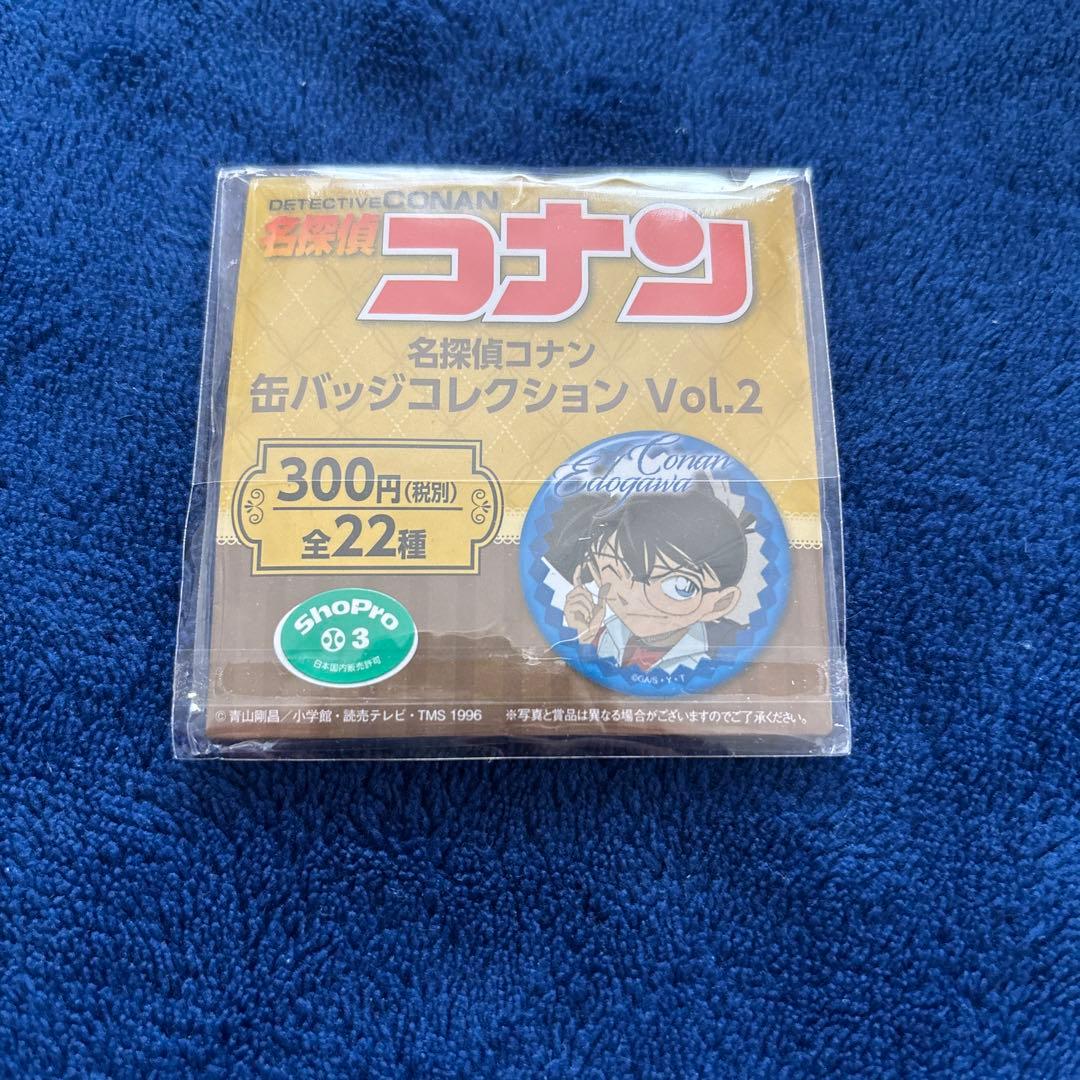 DETECTIVE CONAN
名探偵コナン
名探偵コナン
缶バッジコレクション Vol.2
300円(税別)
全22種
Conan
Edogawa
©GA/S・Y・T
ShoPro
3
日本国内販売許可
© 青山剛昌/小学館・読売テレビ・TMS 1996 ※写真と賞品は異なる場合がございますのでご了承ください。